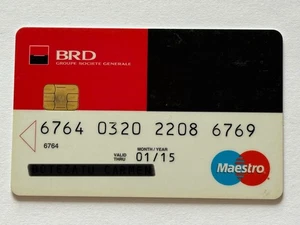 BRD
GROUPE SOCIETE GENERALE
6764 0320 2208 6769
6764
MONTH/YEAR
VALID THRU 01/15
Maestro